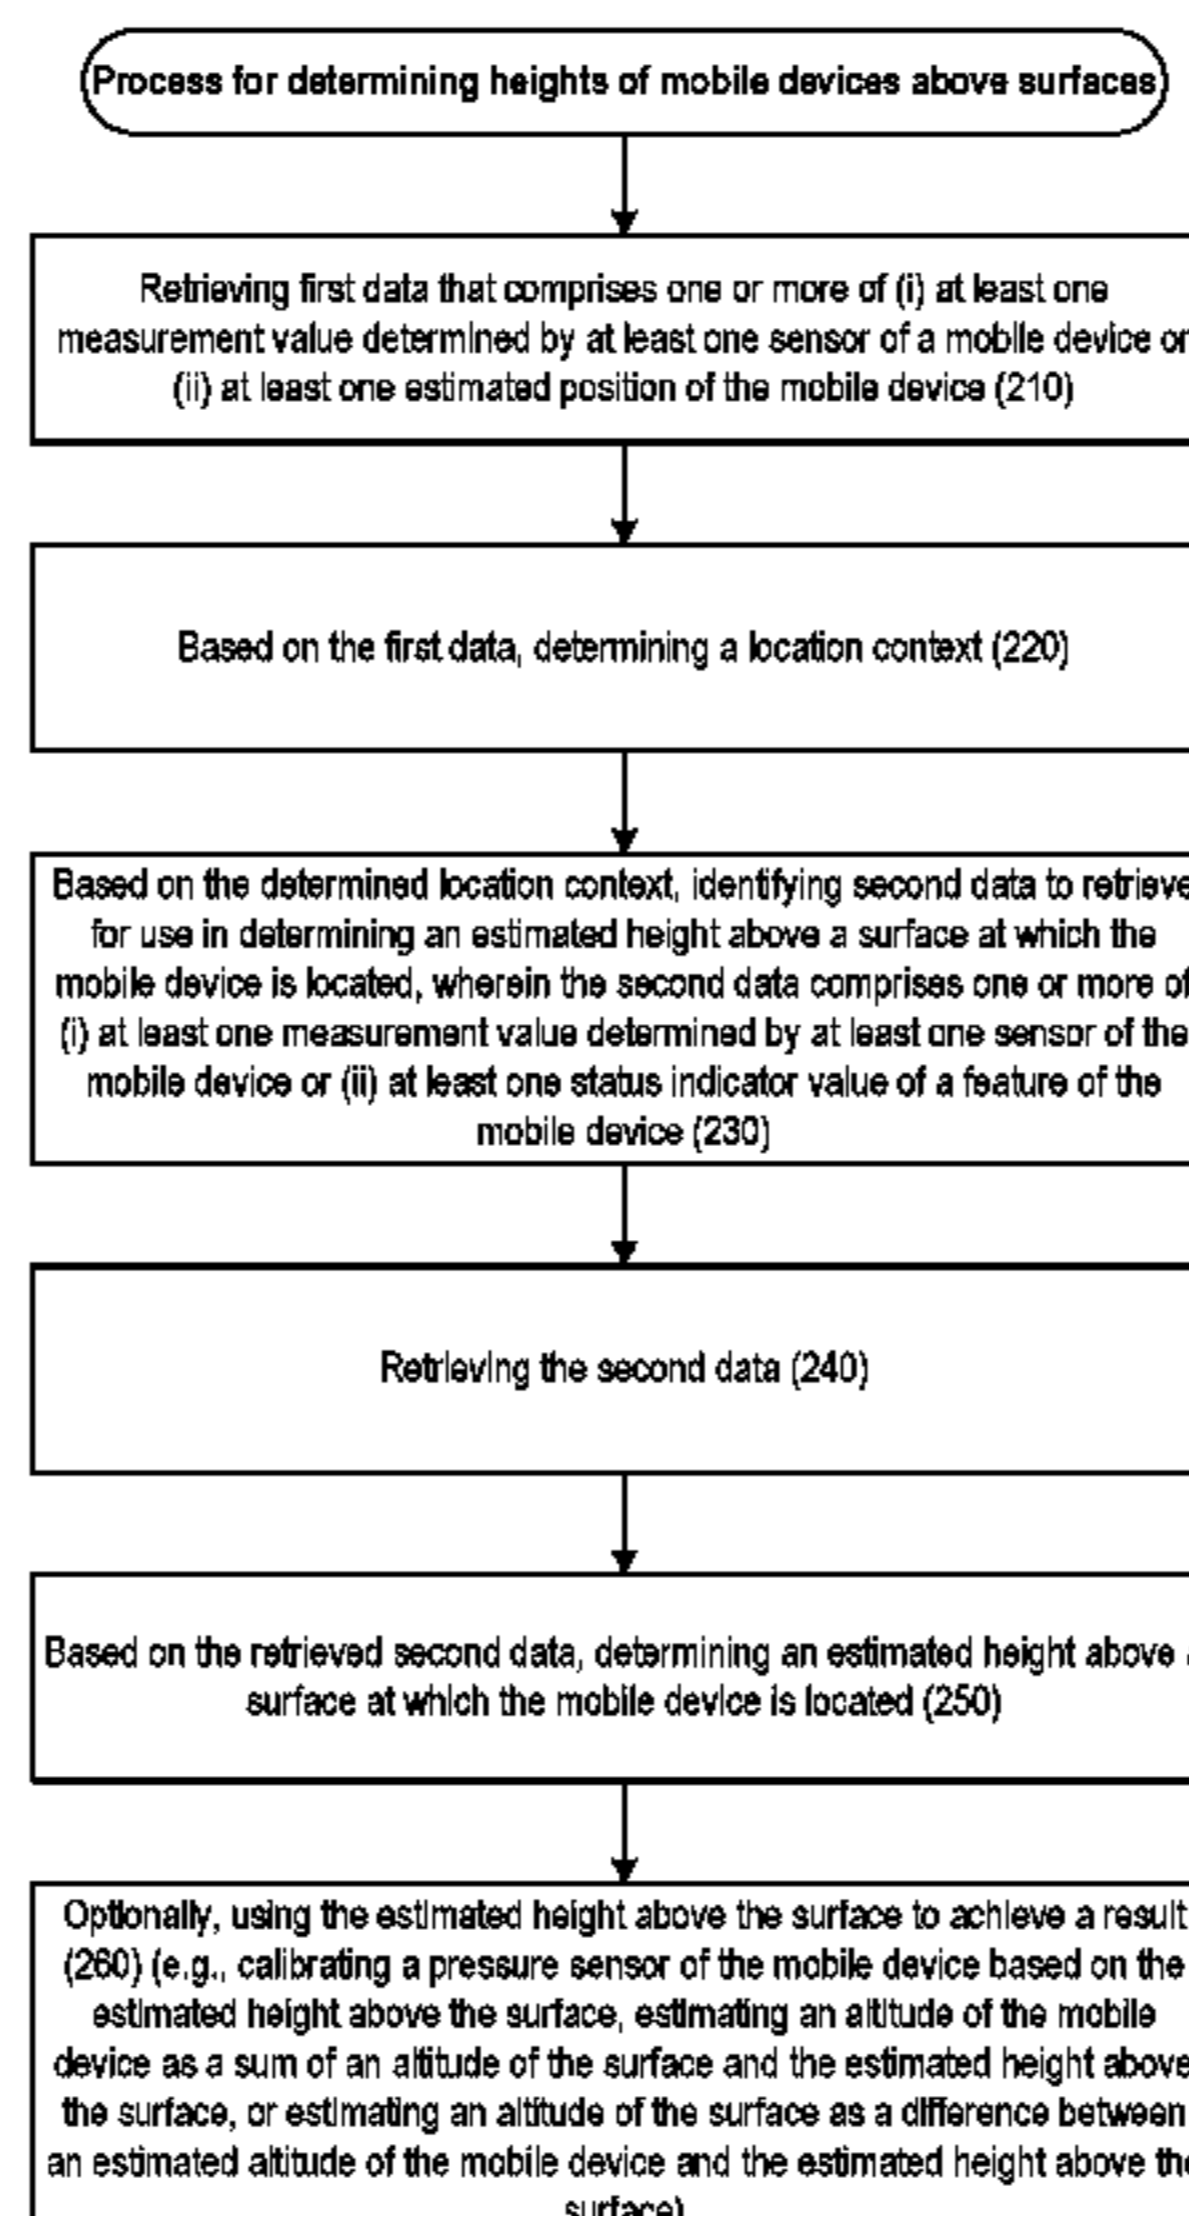 Process for determining heights of mobile devices above surfaces
Retrieving first data that comprises one or more of (i) at least one
measurement value determined by at least one sensor of a mobile device or
(ii) at least one estimated position of the mobile device (210)
Based on the first data, determining a location context (220)
Based on the determined location context, identifying second data to retrieve
for use in determining an estimated height above a surface at which the
mobile device is located, wherein the second data comprises one or more of
(i) at least one measurement value determined by at least one sensor of the
mobile device or (ii) at least one status indicator value of a feature of the
mobile device (230)
Retrieving the second data (240)
Based on the retrieved second data, determining an estimated height above
surface at which the mobile device is located (250)
Optionally, using the estimated height above the surface to achieve a result
(260) (e.g., calibrating a pressure sensor of the mobile device based on the
estimated height above the surface, estimating an altitude of the mobile
device as a sum of an altitude of the surface and the estimated height above
the surface, or estimating an altitude of the surface as a difference between
an estimated altitude of the mobile device and the estimated height above the
surface)